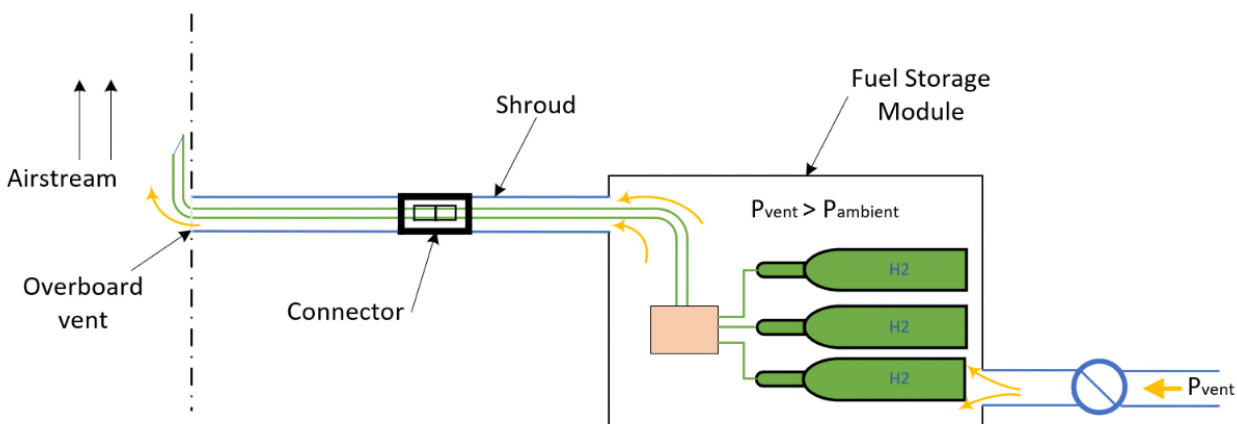 Fuel Storage
Module
Shroud
Airstream
Pvent > Pambient
H2
Overboard
vent
Connector
H2
H2
Pvent